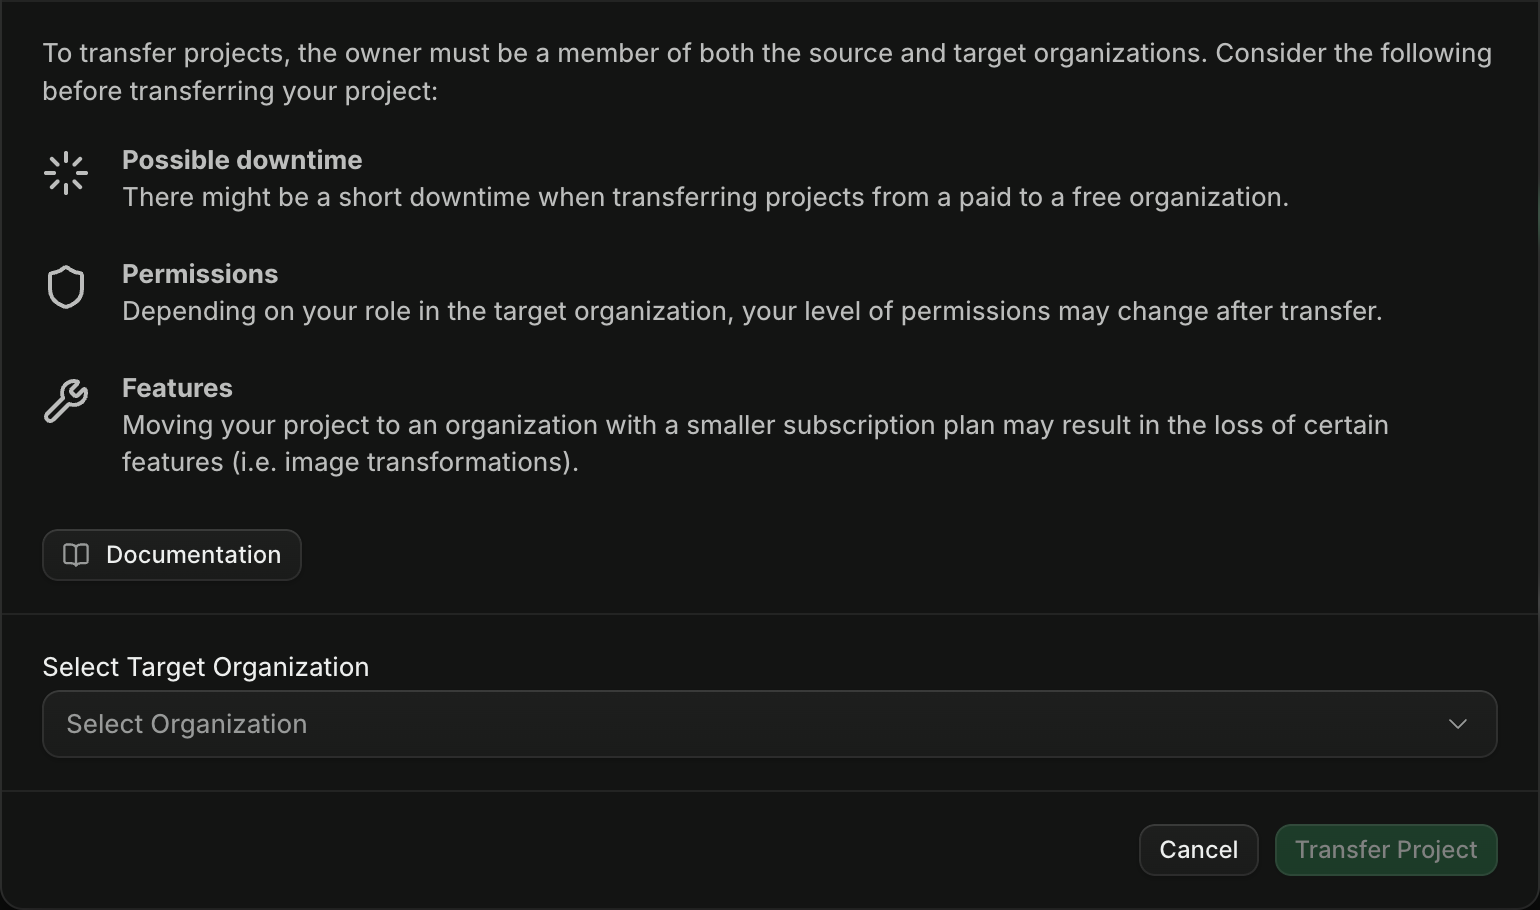 To transfer projects, the owner must be a member of both the source and target organizations. Consider the following
before transferring your project:
Possible downtime
There might be a short downtime when transferring projects from a paid to a free organization.
Permissions
Depending on your role in the target organization, your level of permissions may change after transfer.
Features
Moving your project to an organization with a smaller subscription plan may result in the loss of certain
features (i.e. image transformations).
Documentation
Select Target Organization
Select Organization
Cancel
Transfer Project